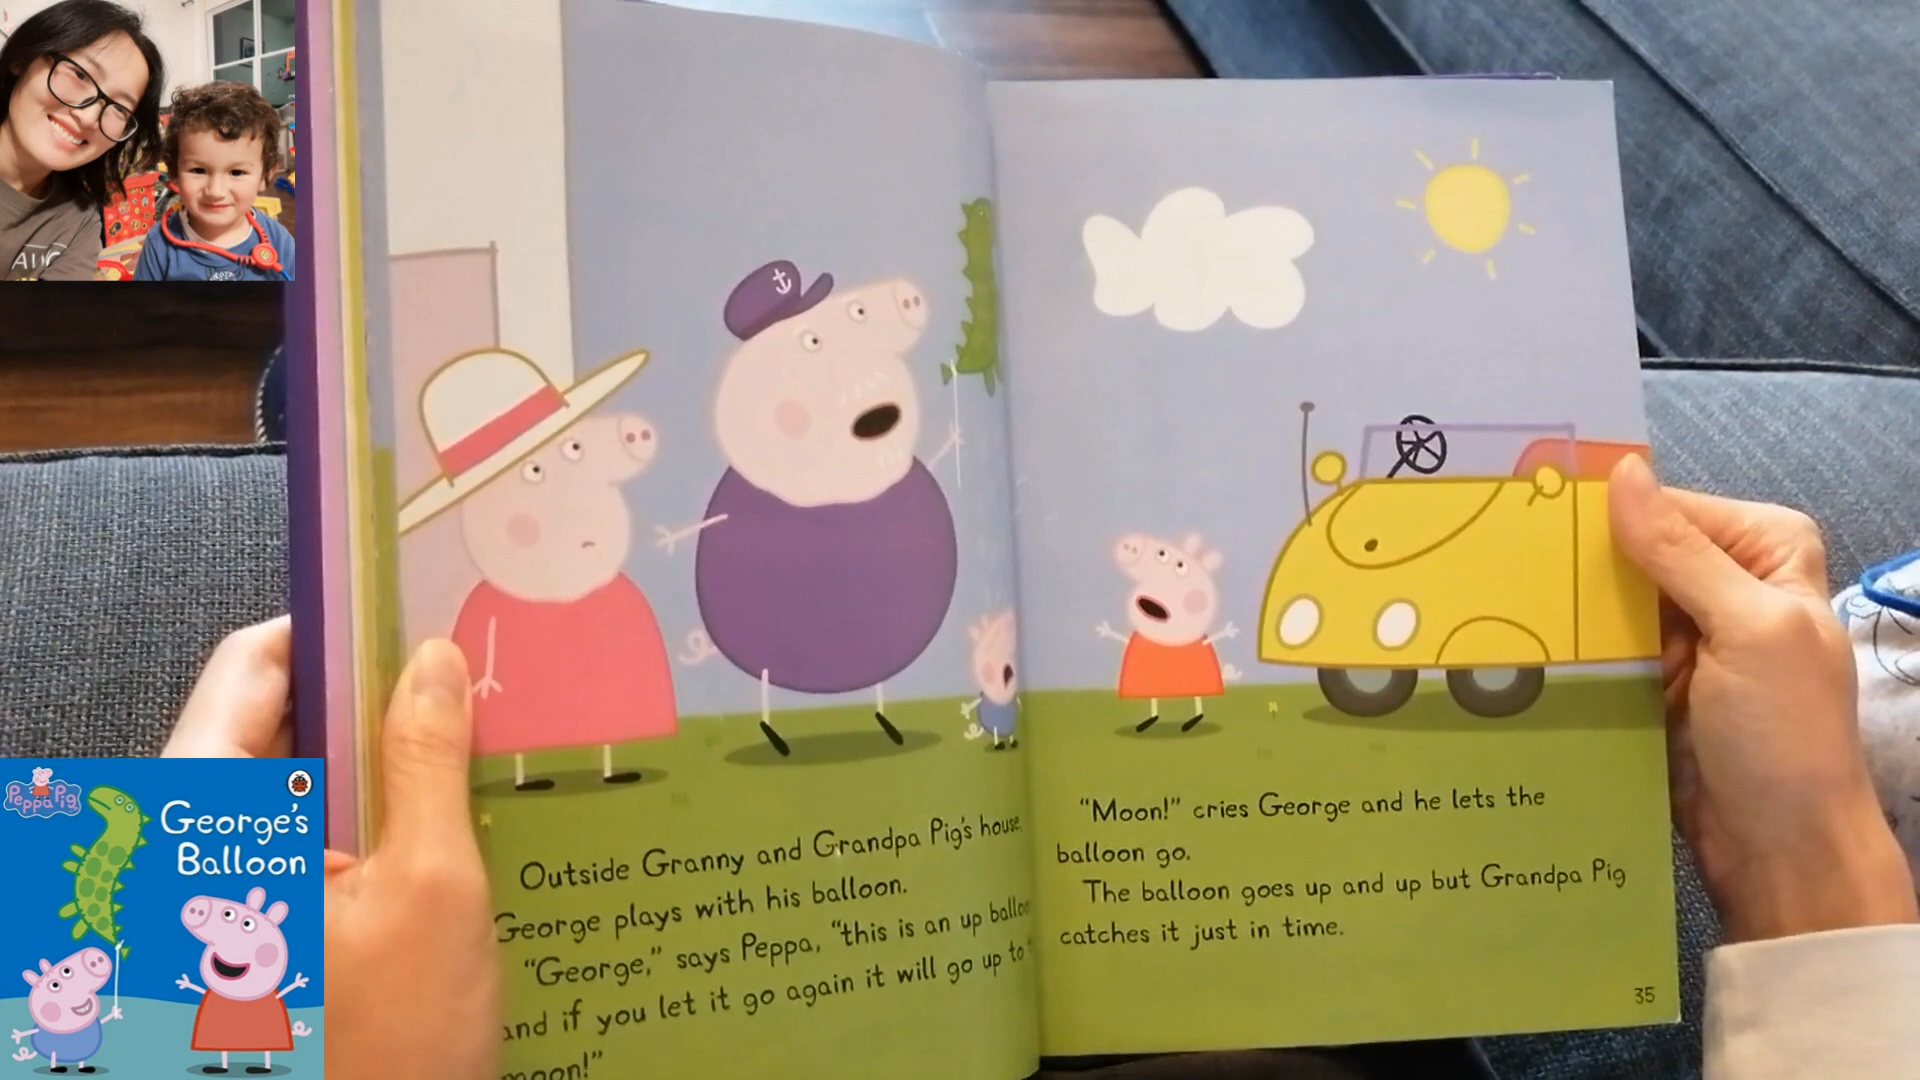 Peppa Pig
George's
Balloon
Outside Granny and Grandpa Pig's house
George plays with his balloon.
"George," says Peppa, "this is an up
and if you let it go again it will go up to
moon!"
"Moon!" cries George and he lets the
balloon go.
The balloon goes up and up but Grandpa Pig
catches it just in time.
35